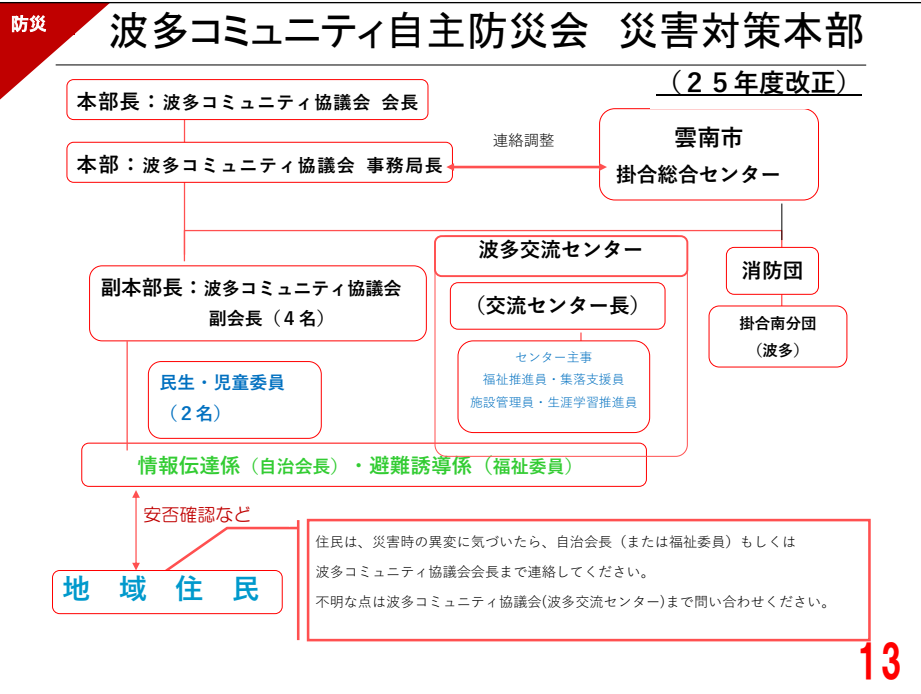 防災
波多コミュニティ自主防災会 災害対策本部
（２５年度改正）
本部長：波多コミュニティ協議会 会長
本部：波多コミュニティ協議会 事務局長
連絡調整
雲南市
掛合総合センター
波多交流センター
（交流センター長）
センター主事
福祉推進員・集落支援員
施設管理員・生涯学習推進員
消防団
掛合南分団
（波多）
副本部長：波多コミュニティ協議会
副会長（４名）
民生・児童委員
（２名）
情報伝達係（自治会長）・避難誘導係（福祉委員）
安否確認など
地 域 住 民
住民は、災害時の異変に気づいたら、自治会長（または福祉委員）もしくは
波多コミュニティ協議会会長まで連絡してください。
不明な点は波多コミュニティ協議会(波多交流センター)まで問い合わせください。
13